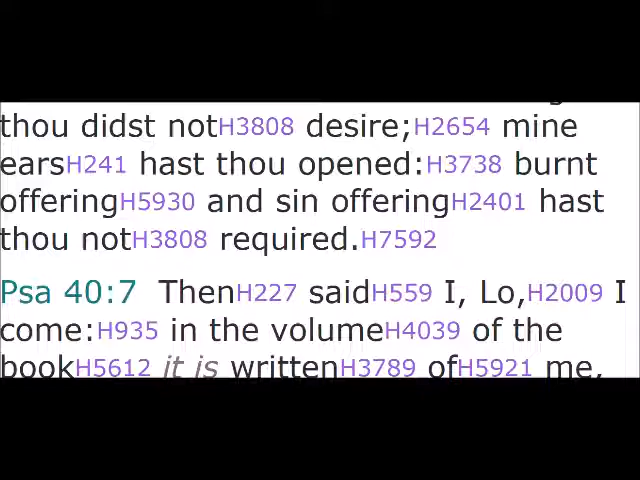 thou didst notH3808 desire;H2654 mine
earsH241 hast thou opened:H3738 burnt
offeringH5930 and sin offeringH2401 hast
thou notH3808 required.H7592
Psa 40:7 ThenH227 saidH559 I, Lo,H2009 I
come:H935 in the volumeH4039 of the
bookH5612 it is writtenH3789 ofH5921 me,